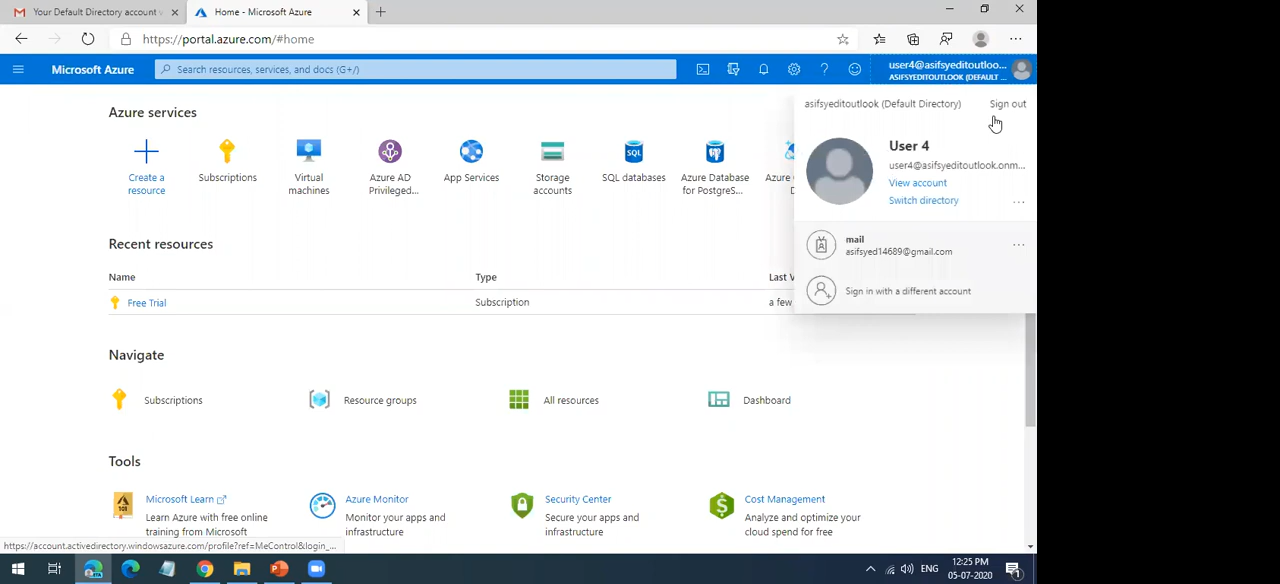 Your Default Directory account
Home - Microsoft Azure
https://portal.azure.com/#home
Microsoft Azure
Search resources, services, and docs (G+/)
user4@asifsyeditoutloo...
ASIFSYEDITOUTLOOK (DEFAULT ...
asifsyeditoutlook (Default Directory)
Sign out
User 4
user4@asifsyeditoutlook.onm...
View account
Switch directory
mail
asifsyed14689@gmail.com
Sign in with a different account
Azure services
Create a
resource
Subscriptions
Virtual
machines
Azure AD
Privileged...
App Services
Storage
accounts
SQL
SQL databases
Azure Database
for PostgreS...
Azure
D
Recent resources
Name
Type
Last V
Free Trial
Subscription
a few
Navigate
Subscriptions
Resource groups
All resources
Dashboard
Tools
Microsoft Learn
Learn Azure with free online
training from Microsoft
Azure Monitor
Monitor your apps and
infrastructure
Security Center
Secure your apps and
infrastructure
Cost Management
Analyze and optimize your
cloud spend for free
https://account.activedirectory.windowsazure.com/profile?ref=MeControl&login_...
ENG
12:25 PM
05-07-2020